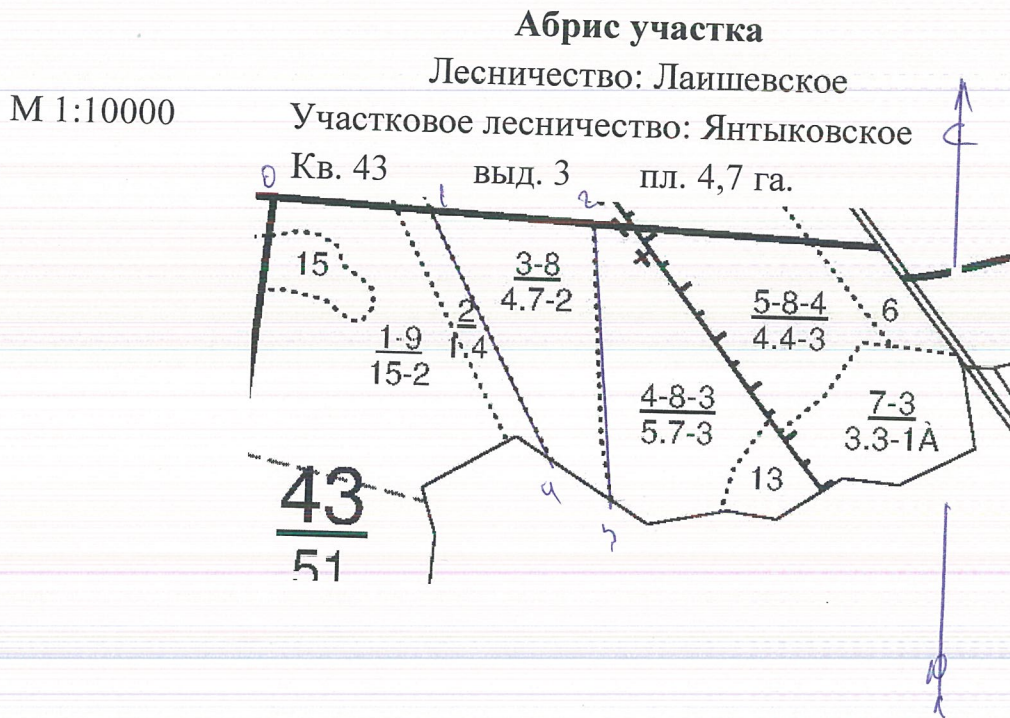 Абрис участка
Лесничество: Лаишевское
М 1:10000
Участковое лесничество: Янтыковское
Кв. 43 выд. 3 пл. 4,7 га.
С
0 1 2
15
3-8
4.7-2
2
1.4
1-9
15-2
5-8-4
4.4-3
6
4-8-3
5.7-3
7-3
3.3-1À
13
4
3
43
51
Ю